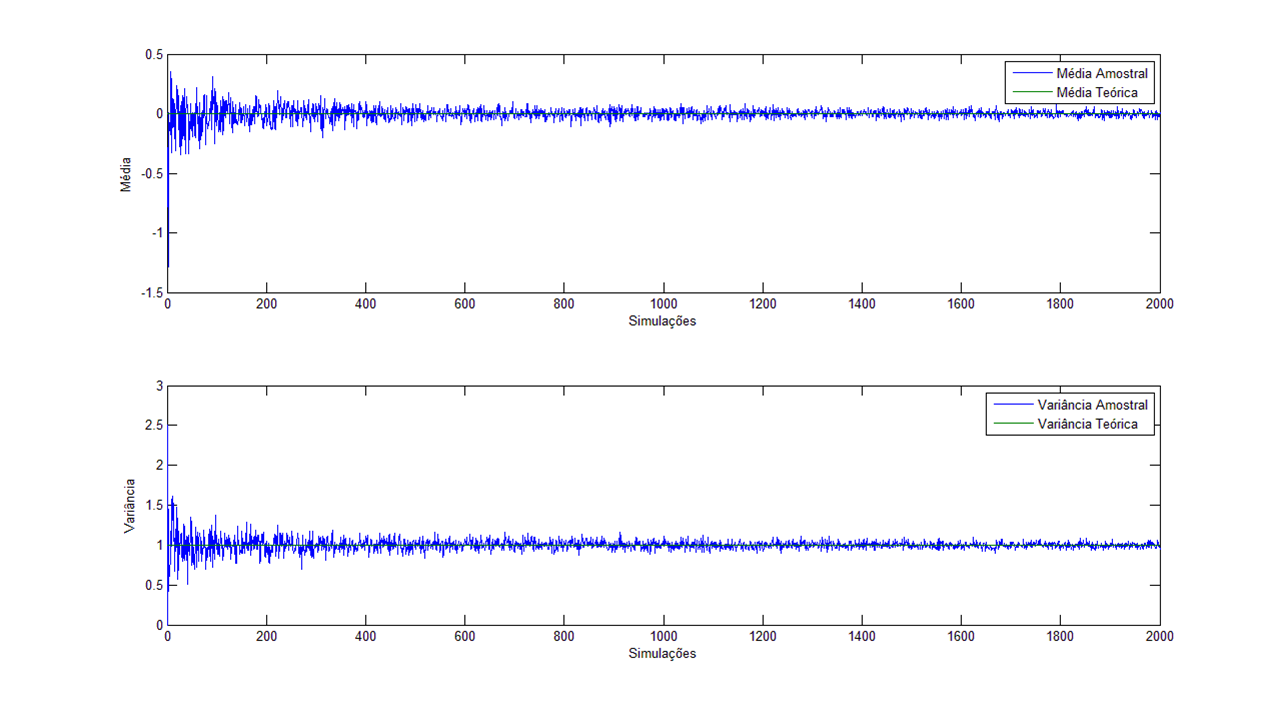 0.5
0
-0.5
-1
-1.5
Média
Média Amostral
Média Teórica
0 200 400 600 800 1000 1200 1400 1600 1800 2000
Simulações
3
2.5
2
1.5
1
0.5
0
Variância
Variância Amostral
Variância Teórica
0 200 400 600 800 1000 1200 1400 1600 1800 2000
Simulações